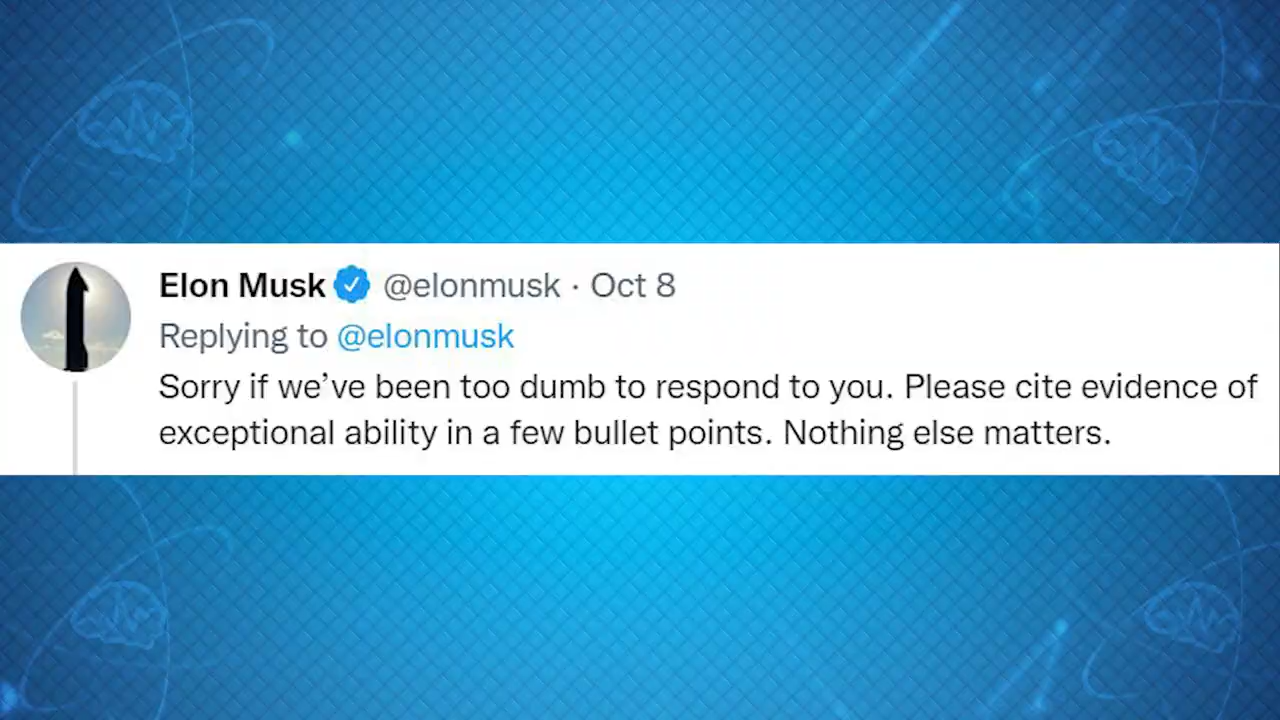 Elon Musk @elonmusk · Oct 8
Replying to @elonmusk
Sorry if we’ve been too dumb to respond to you. Please cite evidence of
exceptional ability in a few bullet points. Nothing else matters.